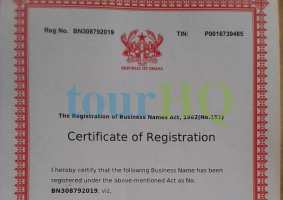 Reg No. BN308792019 TIN: P0016739485
REPUBLIC OF GHANA
tourHQ
The Registration of Business Names Act, 1962(No.151)
Certificate of Registration
I hereby certify that the following Business Name has been
registered under the above-mentioned Act as No.
BN308792019, viz.